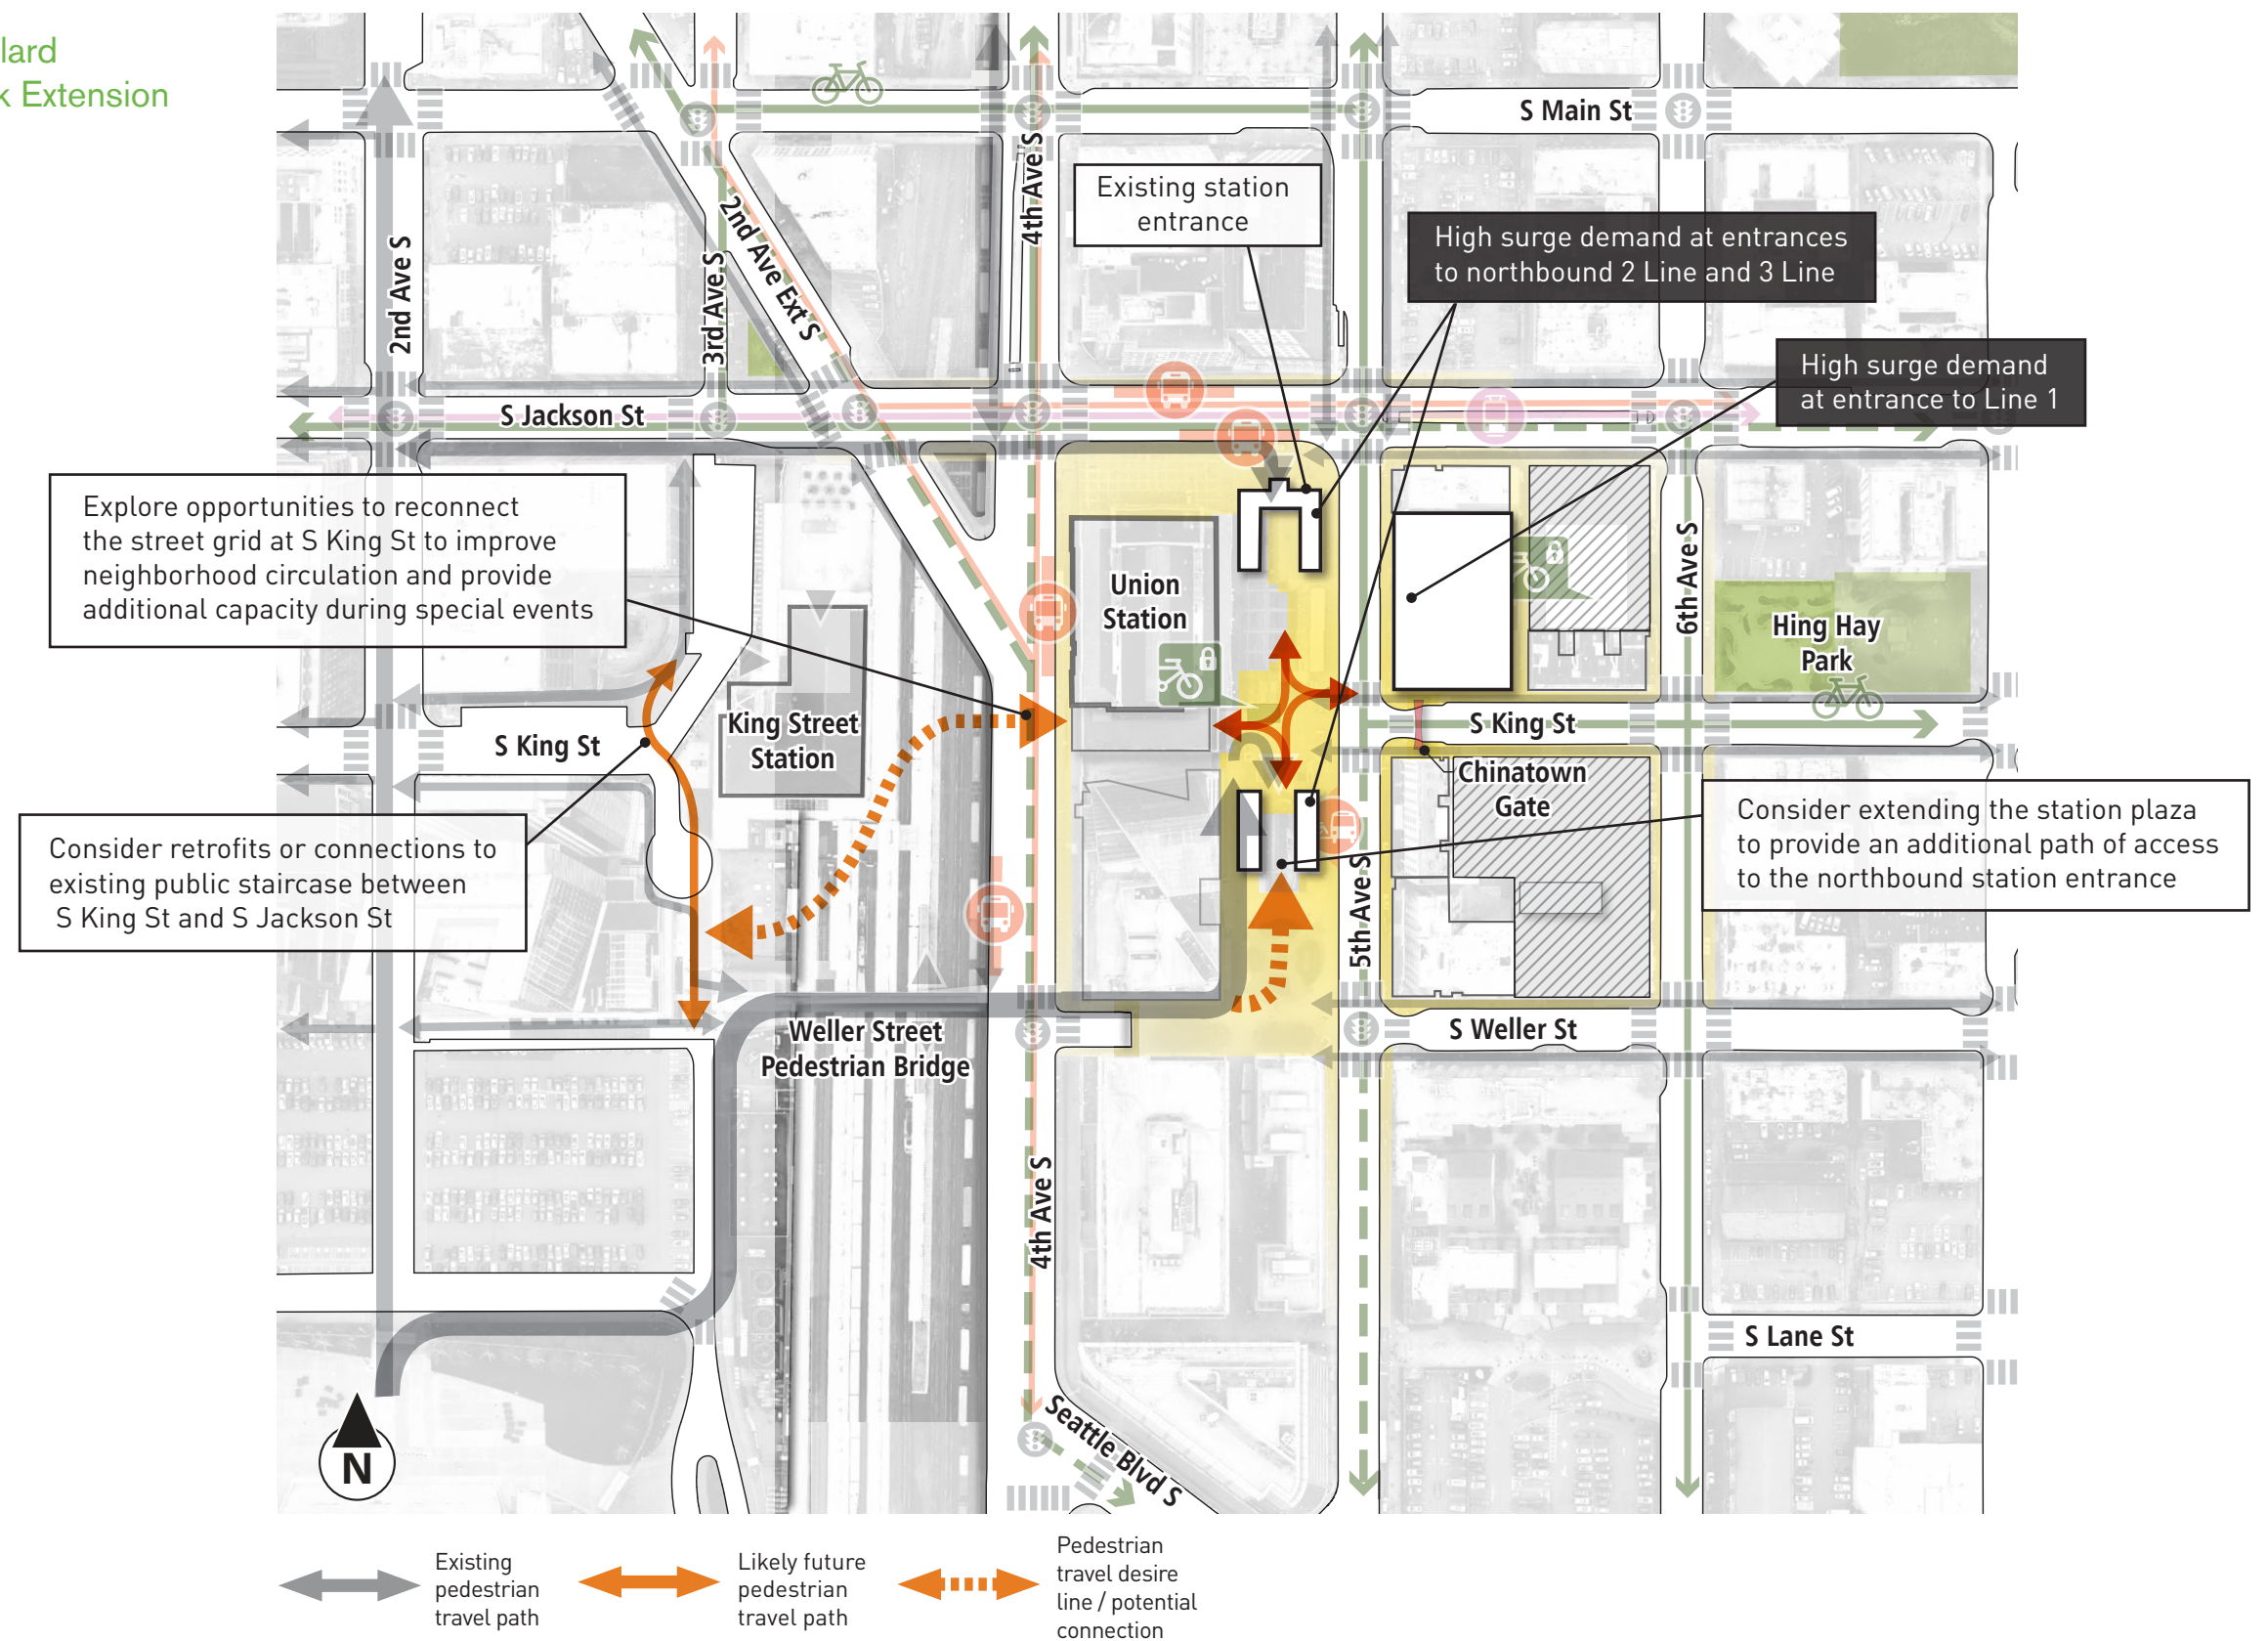 lard
k Extension
S Main St
Existing station
entrance
High surge demand at entrances
to northbound 2 Line and 3 Line
High surge demand
at entrance to Line 1
2nd Ave S
3rd Ave S
2nd Ave Ext S
4th Ave S
S Jackson St
Explore opportunities to reconnect
the street grid at S King St to improve
neighborhood circulation and provide
additional capacity during special events
Union
Station
6th Ave S
Hing Hay
Park
King Street
Station
S King St
S King St
Chinatown
Gate
Consider retrofits or connections to
existing public staircase between
S King St and S Jackson St
Consider extending the station plaza
to provide an additional path of access
to the northbound station entrance
5th Ave S
Weller Street
Pedestrian Bridge
S Weller St
4th Ave S
S Lane St
Seattle Blvd S
N
Existing
pedestrian
travel path
Likely future
pedestrian
travel path
Pedestrian
travel desire
line / potential
connection